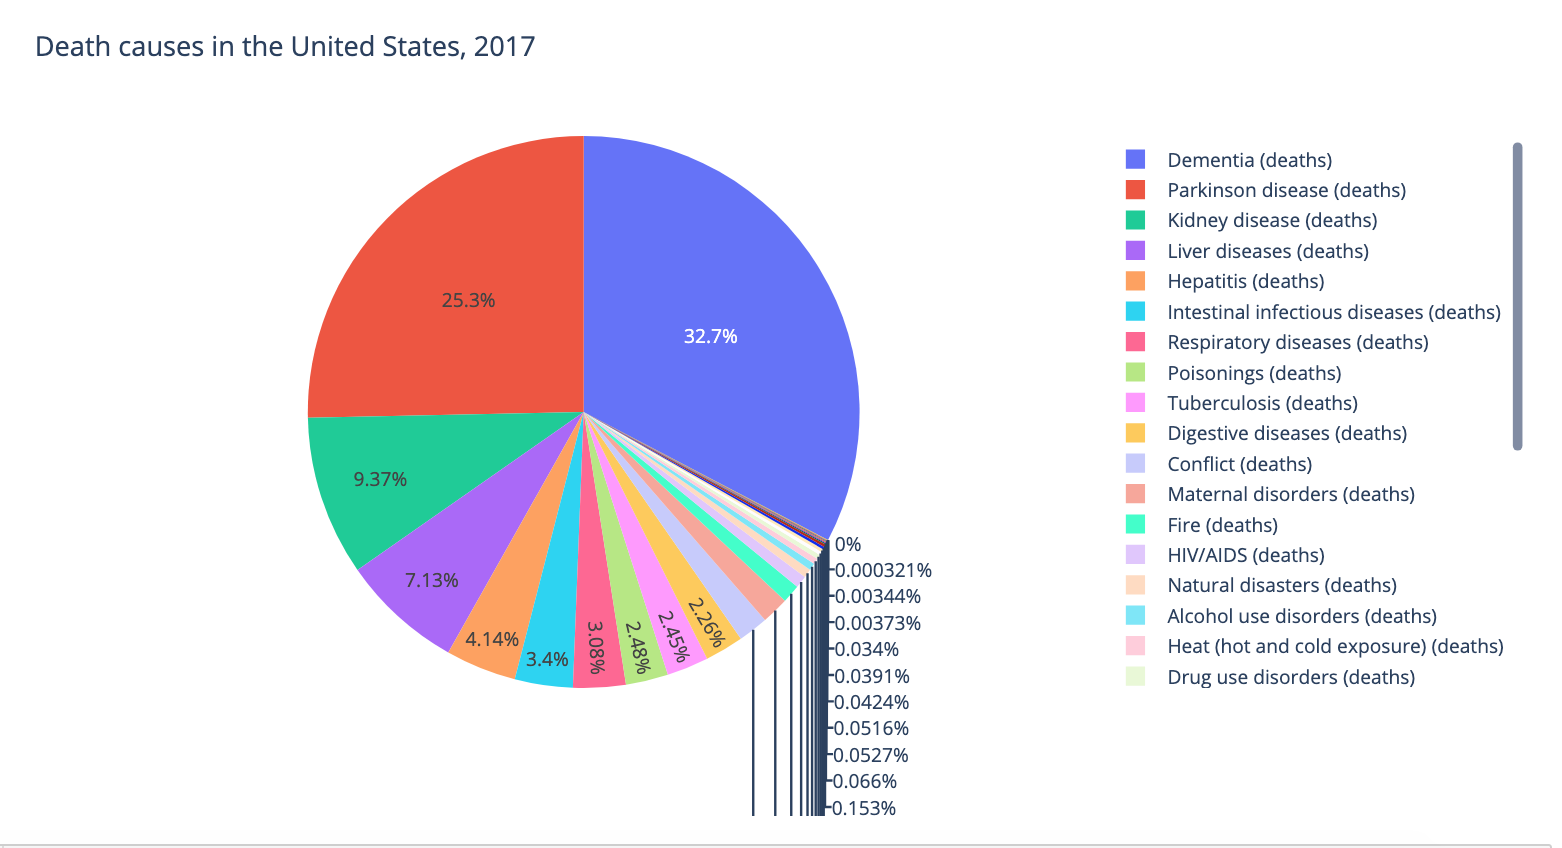 Death causes in the United States, 2017
32.7%
25.3%
9.37%
7.13%
4.14%
3.4%
3.08%
2.48%
2.45%
2.26%
0%
0.000321%
0.00344%
0.00373%
0.034%
0.0391%
0.0424%
0.0516%
0.0527%
0.066%
0.153%
Dementia (deaths)
Parkinson disease (deaths)
Kidney disease (deaths)
Liver diseases (deaths)
Hepatitis (deaths)
Intestinal infectious diseases (deaths)
Respiratory diseases (deaths)
Poisonings (deaths)
Tuberculosis (deaths)
Digestive diseases (deaths)
Conflict (deaths)
Maternal disorders (deaths)
Fire (deaths)
HIV/AIDS (deaths)
Natural disasters (deaths)
Alcohol use disorders (deaths)
Heat (hot and cold exposure) (deaths)
Drug use disorders (deaths)